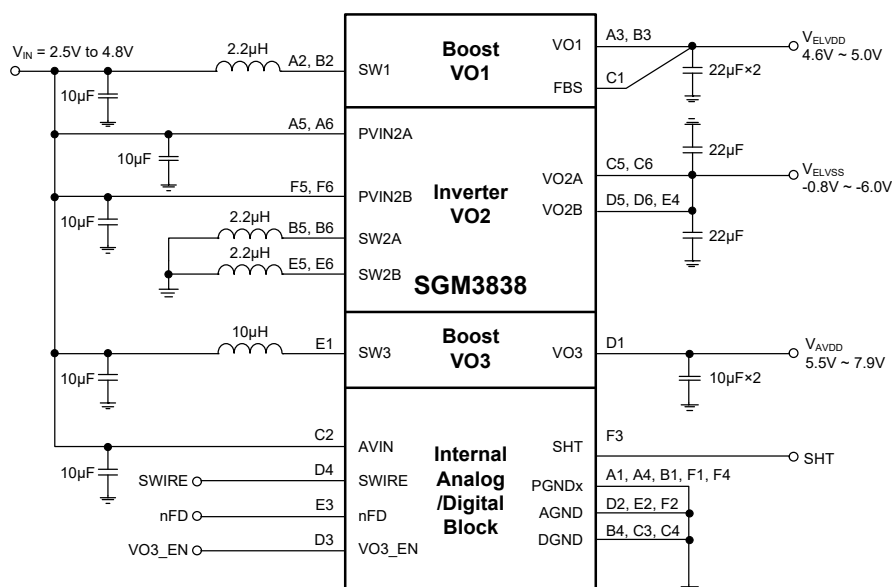 VIN = 2.5V to 4.8V
2.2μH
A2, B2
SW1
Boost
VO1
VO1
A3, B3
VELVDD
4.6V ~ 5.0V
FBS
C1
22μF×2
10μF
A5, A6
PVIN2A
10μF
22μF
F5, F6
PVIN2B
Inverter
VO2
VO2A
C5, C6
VELVSS
-0.8V ~ -6.0V
VO2B
D5, D6, E4
10μF
2.2μH
B5, B6
SW2A
2.2μH
E5, E6
SW2B
22μF
SGM3838
10μH
E1
SW3
Boost
VO3
VO3
D1
VAVDD
5.5V ~ 7.9V
10μF
10μF×2
C2
AVIN
Internal
Analog
/Digital
Block
SHT
F3
SHT
10μF
SWIRE
D4
SWIRE
PGNDx
A1, A4, B1, F1, F4
nFD
E3
nFD
AGND
D2, E2, F2
VO3_EN
D3
VO3_EN
DGND
B4, C3, C4